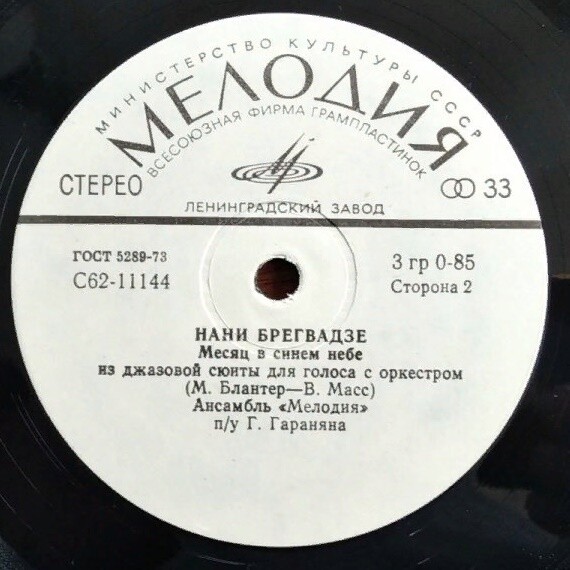 МИНИСТЕРСТВО КУЛЬТУРЫ СССР
МЕЛОДИЯ
ВСЕСОЮЗНАЯ ФИРМА ГРАМПЛАСТИНОК
СТЕРЕО
33
ЛЕНИНГРАДСКИЙ ЗАВОД
ГОСТ 5289-73
3 гр 0-85
С62-11144
Сторона 2
НАНИ БРЕГВАДЗЕ
Месяц в синем небе
из джазовой сюиты для голоса с оркестром
(М. Блантер—В. Масс)
Ансамбль «Мелодия»
п/у Г. Гараняна